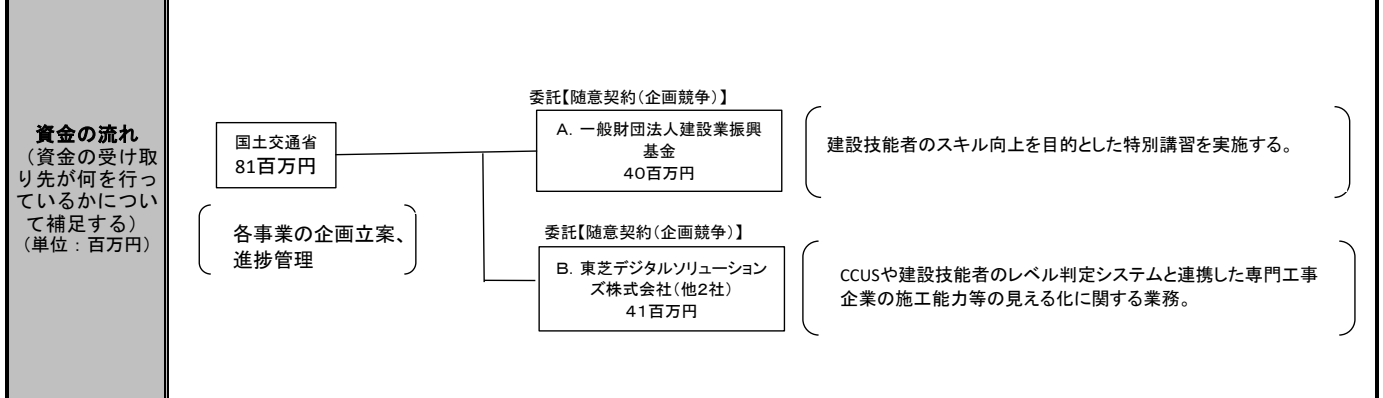 資金の流れ
（資金の受け取
り先が何を行っ
ているかについ
て補足する）
（単位：百万円）
国土交通省
81百万円
各事業の企画立案、
進捗管理
委託【随意契約（企画競争）】
A．一般財団法人建設業振興
基金
４０百万円
建設技能者のスキル向上を目的とした特別講習を実施する。
委託【随意契約（企画競争）】
B．東芝デジタルソリューション
ズ株式会社（他２社）
４１百万円
CCUSや建設技能者のレベル判定システムと連携した専門工事
企業の施工能力等の見える化に関する業務。